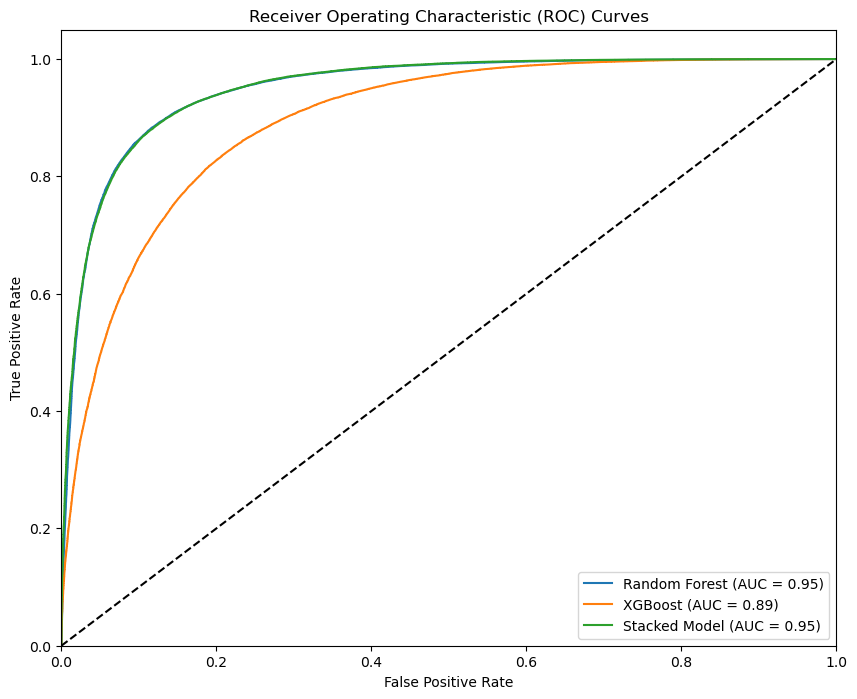 Receiver Operating Characteristic (ROC) Curves
True Positive Rate
1.0
0.8
0.6
0.4
0.2
0.0
Random Forest (AUC = 0.95)
XGBoost (AUC = 0.89)
Stacked Model (AUC = 0.95)
0.0 0.2 0.4 0.6 0.8 1.0
False Positive Rate